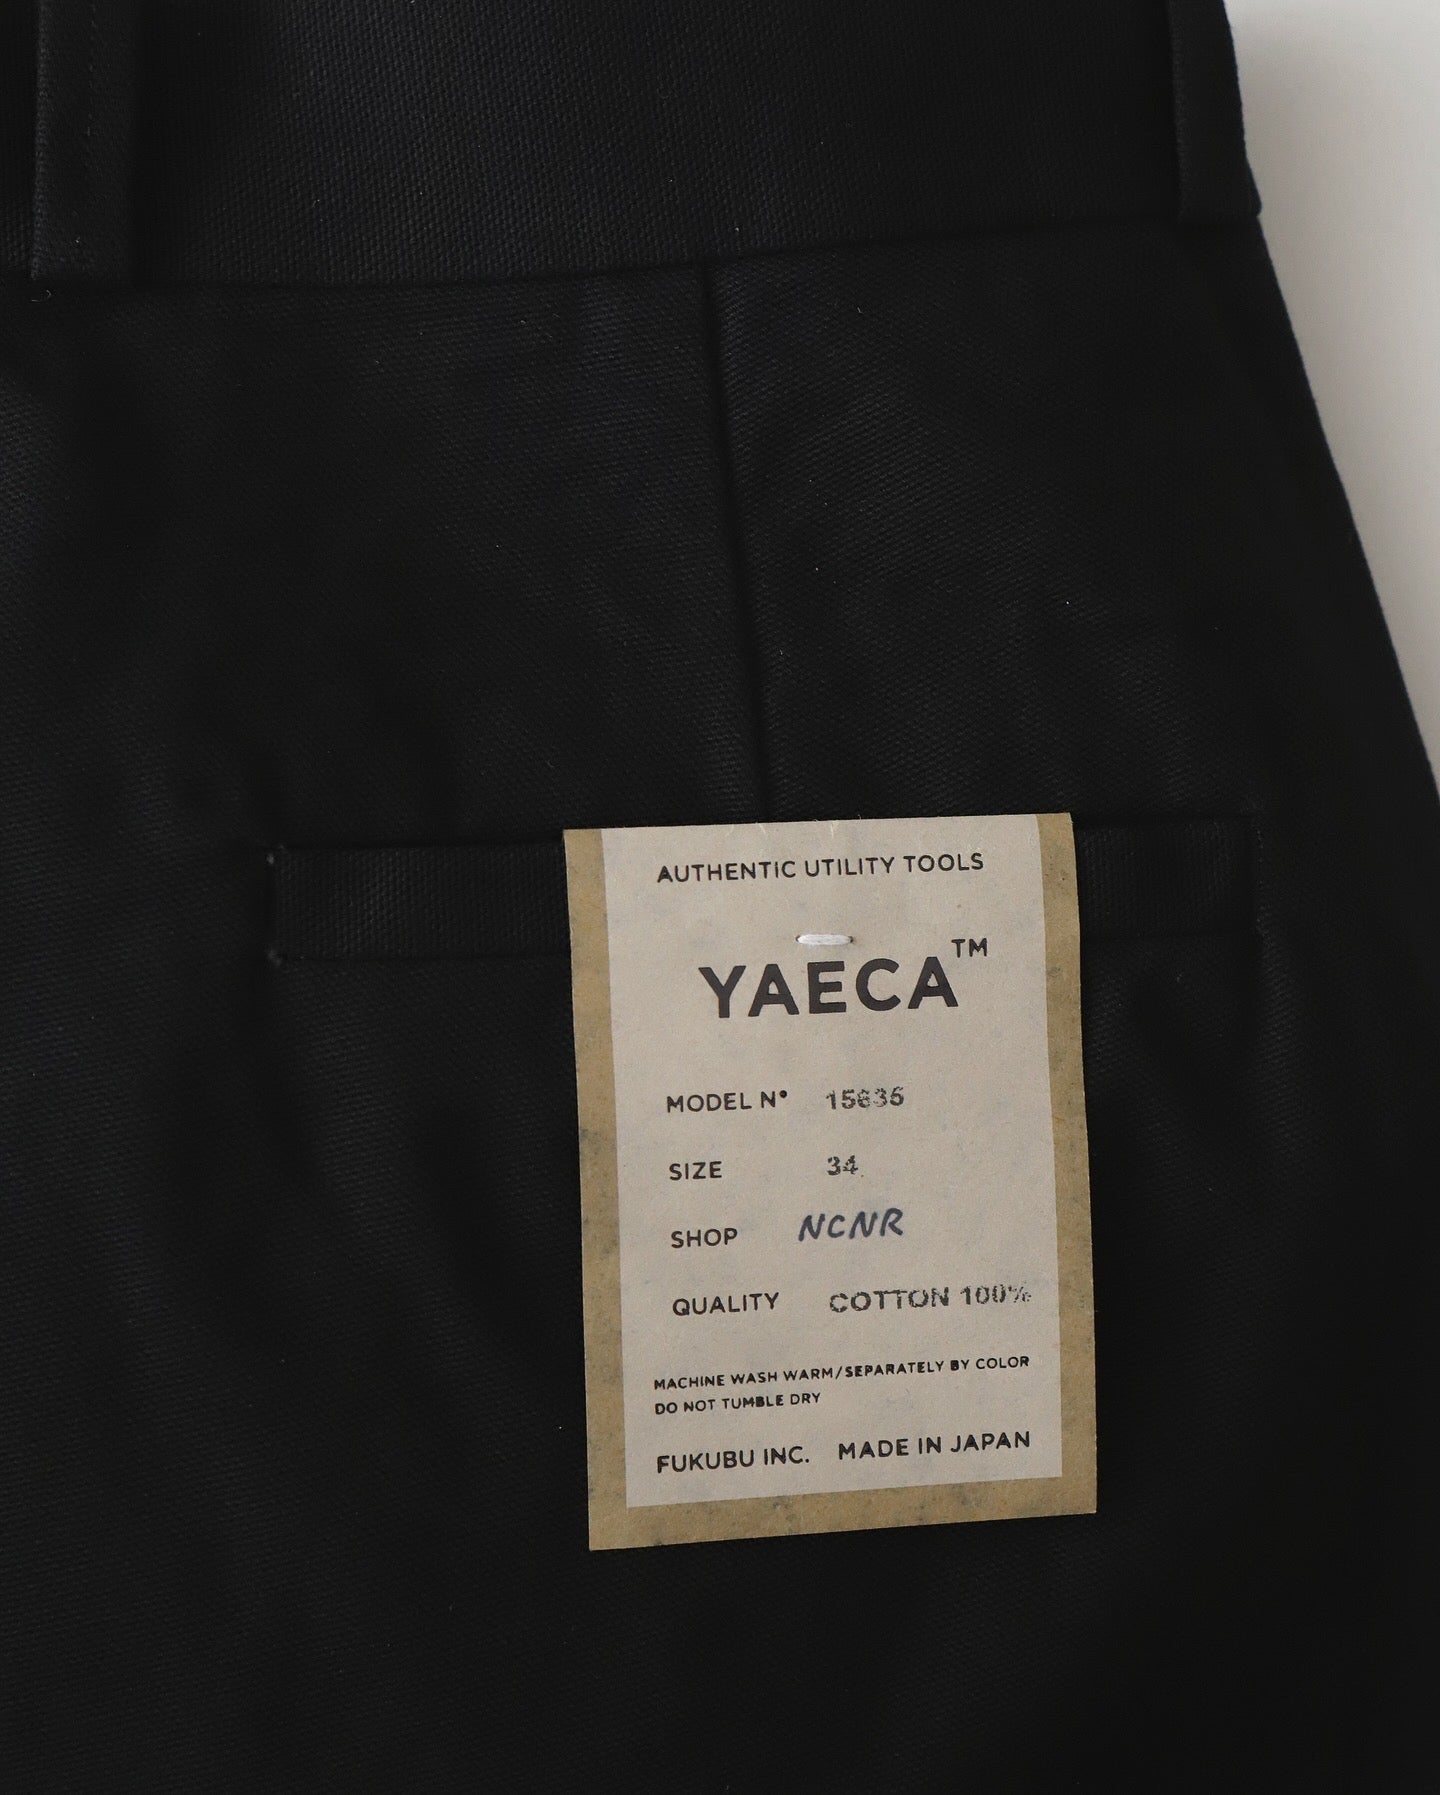 AUTHENTIC UTILITY TOOLS
YAECA™
MODEL N° 15635
SIZE 34
SHOP NCNR
QUALITY COTTON 100%
MACHINE WASH WARM/SEPARATELY BY COLOR
DO NOT TUMBLE DRY
FUKUBU INC. MADE IN JAPAN